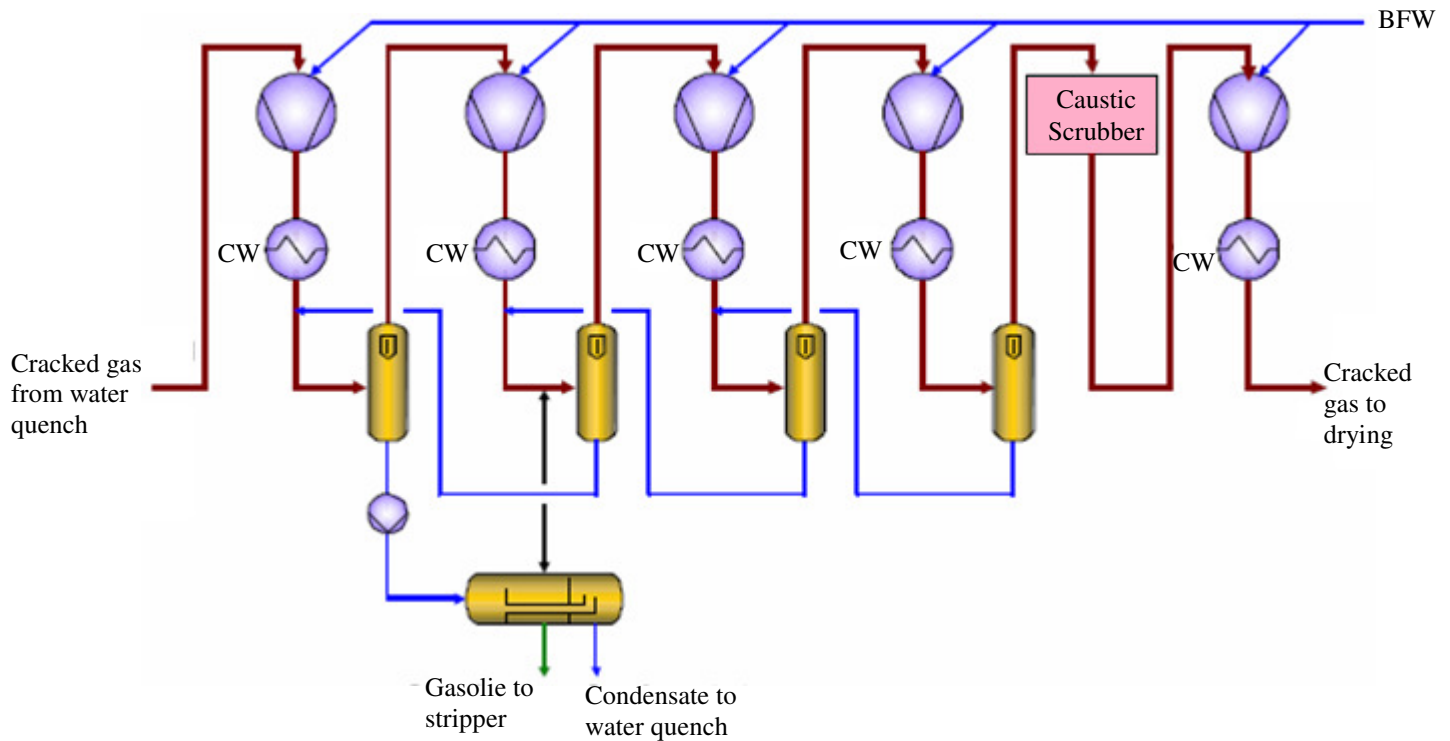 BFW
Caustic
Scrubber
CW
CW
CW
CW
CW
Cracked gas
from water
quench
Cracked
gas to
drying
Gasolie to
stripper
Condensate to
water quench